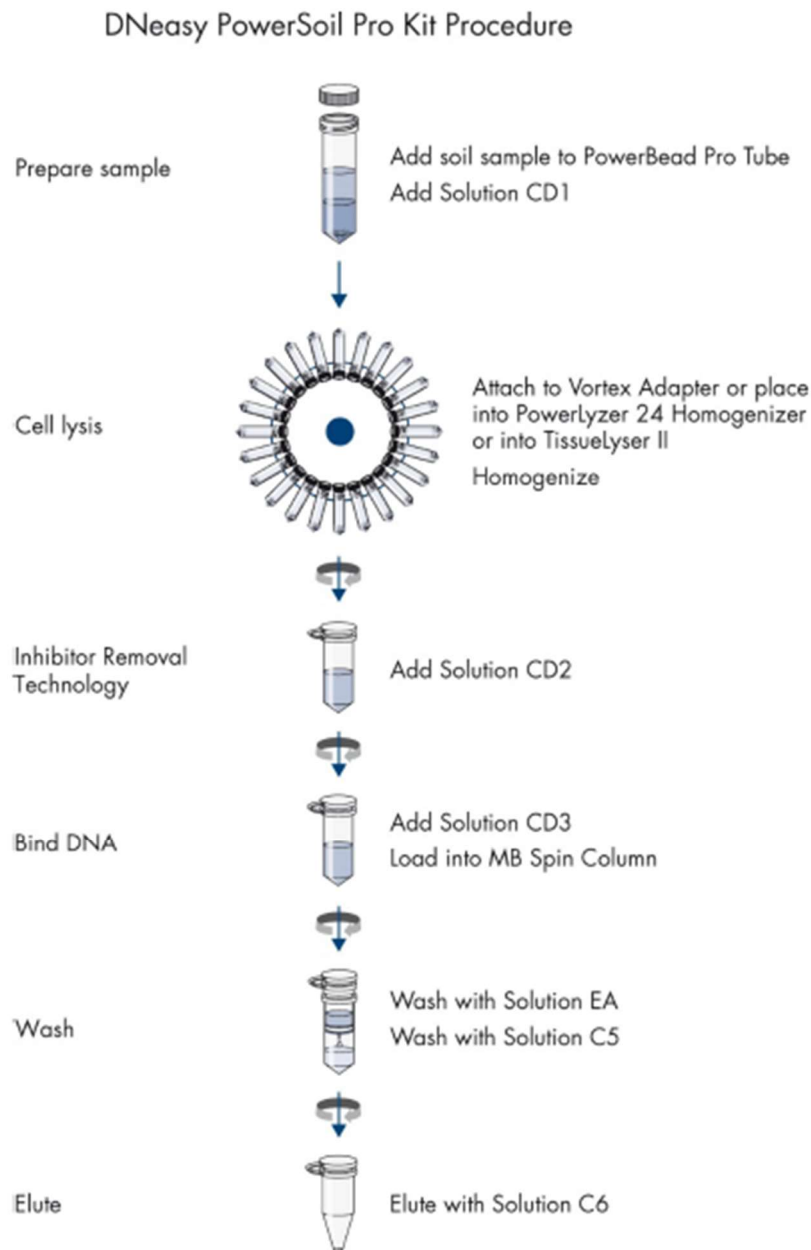 DNeasy PowerSoil Pro Kit Procedure
Prepare sample
Add soil sample to PowerBead Pro Tube
Add Solution CD1
Cell lysis
Attach to Vortex Adapter or place
into PowerLyzer 24 Homogenizer
or into TissueLyser II
Homogenize
Inhibitor Removal
Technology
Add Solution CD2
Bind DNA
Add Solution CD3
Load into MB Spin Column
Wash
Wash with Solution EA
Wash with Solution C5
Elute
Elute with Solution C6